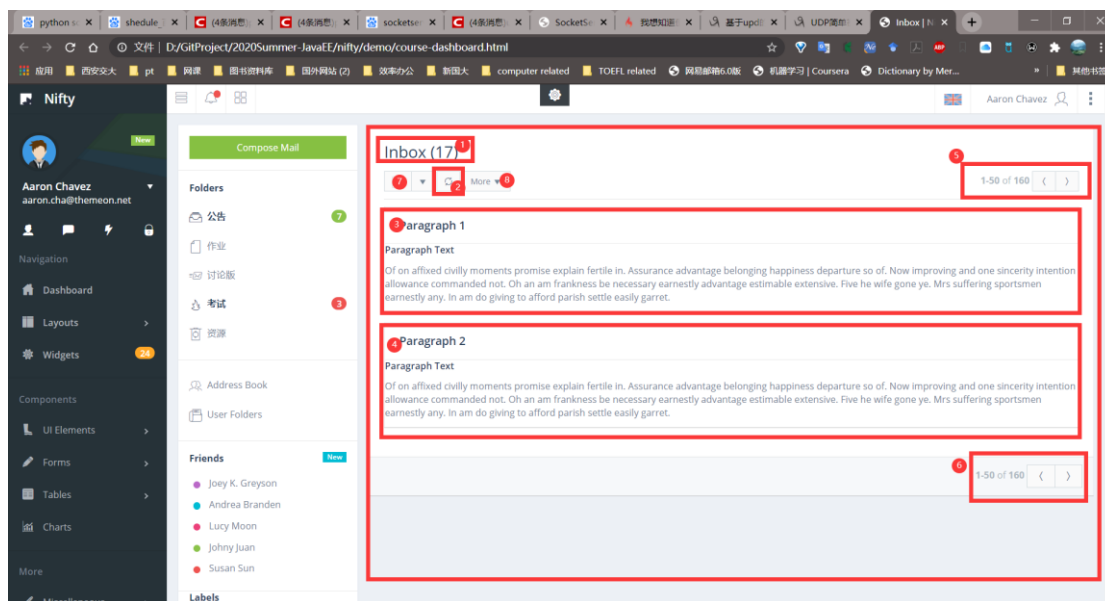 python sc
shedule_
(4条消息)
(4条消息)
socketser
(4条消息)
SocketSe
我想知道
基于upd
UDP简单
Inbox | N
文件 | D:/GitProject/2020Summer-JavaEE/nifty/demo/course-dashboard.html
应用 西安交大 pt 网课 图书资料库 国外网站 (2) 效率办公 新国大 computer related TOEFL related 网易邮箱6.0版 机器学习 | Coursera Dictionary by Mer... » 其他书签
Nifty
Aaron Chavez
New
Aaron Chavez
aaron.cha@themeon.net
Navigation
Dashboard
Layouts
Widgets 24
Components
UI Elements
Forms
Tables
Charts
More
Compose Mail
Folders
公告 7
作业
讨论版
考试 3
资源
Address Book
User Folders
Friends New
Joey K. Greyson
Andrea Branden
Lucy Moon
Johny Juan
Susan Sun
Labels
Inbox (17) 1
7 2 More 8
5
1-50 of 160
3 Paragraph 1
Paragraph Text
Of on affixed civilly moments promise explain fertile in. Assurance advantage belonging happiness departure so of. Now improving and one sincerity intention
allowance commanded not. Oh an am frankness be necessary earnestly advantage estimable extensive. Five he wife gone ye. Mrs suffering sportsmen
earnestly any. In am do giving to afford parish settle easily garret.
4 Paragraph 2
Paragraph Text
Of on affixed civilly moments promise explain fertile in. Assurance advantage belonging happiness departure so of. Now improving and one sincerity intention
allowance commanded not. Oh an am frankness be necessary earnestly advantage estimable extensive. Five he wife gone ye. Mrs suffering sportsmen
earnestly any. In am do giving to afford parish settle easily garret.
6
1-50 of 160